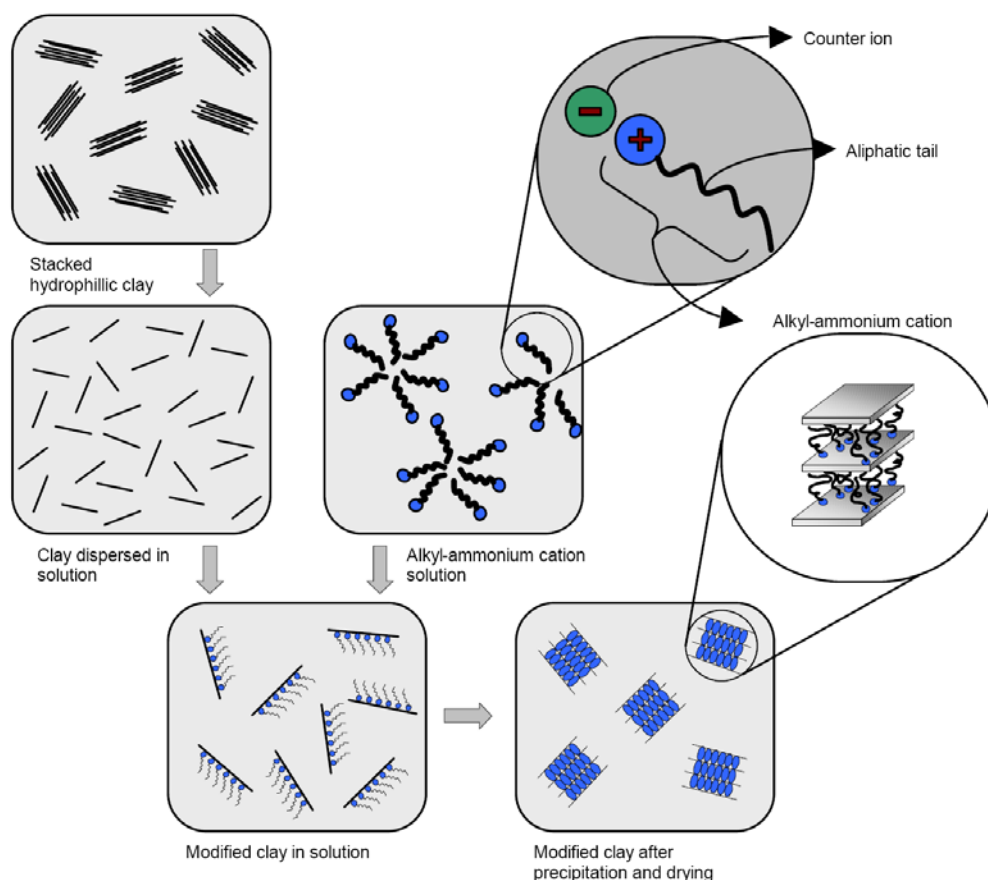 Counter ion
Aliphatic tail
Stacked
hydrophillic clay
Alkyl-ammonium cation
Clay dispersed in
solution
Alkyl-ammonium cation
solution
Modified clay in solution
Modified clay after
precipitation and drying